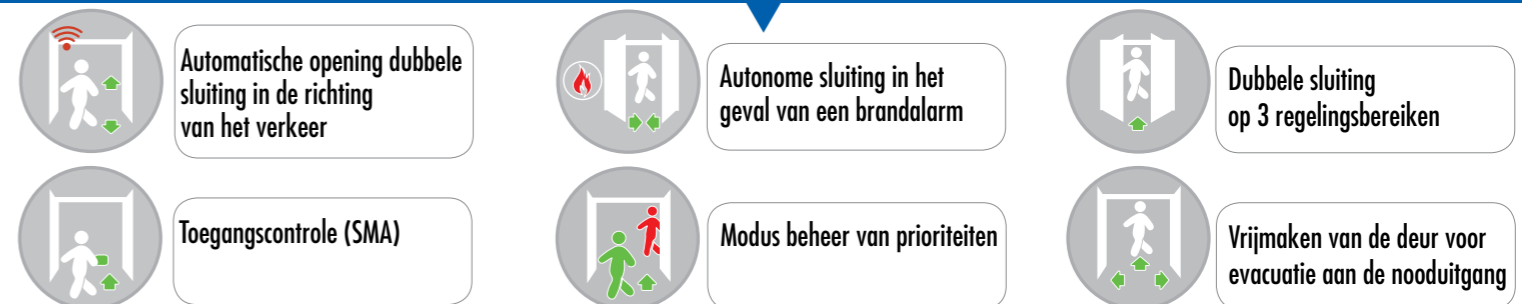 Automatische opening dubbele
sluiting in de richting
van het verkeer
Autonome sluiting in het
geval van een brandalarm
Dubbele sluiting
op 3 regelingsbereiken
Toegangscontrole (SMA)
Modus beheer van prioriteiten
Vrijmaken van de deur voor
evacuatie aan de nooduitgang